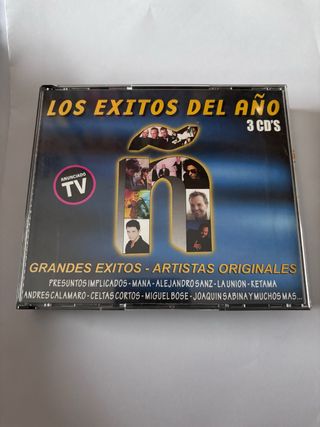 LOS EXITOS DEL AÑO
3 CD'S
ANUNCIADO
TV
Ñ
GRANDES EXITOS - ARTISTAS ORIGINALES
PRESUNTOS IMPLICADOS - MANA - ALEJANDRO SANZ - LA UNION - KETAMA
ANDRES CALAMARO - CELTAS CORTOS - MIGUEL BOSE - JOAQUIN SABINA Y MUCHOS MAS...